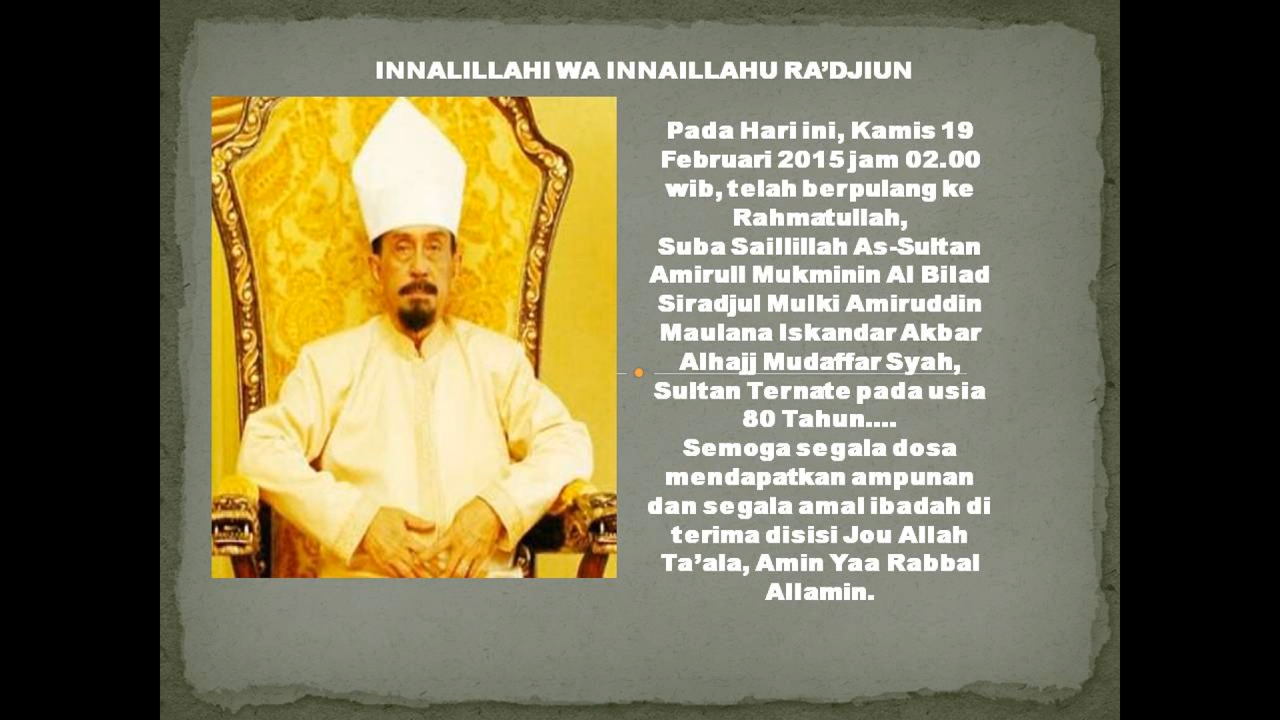 INNALILLAHI WA INNAILLAHU RA’DJIUN
Pada Hari ini, Kamis 19
Februari 2015 jam 02.00
wib, telah berpulang ke
Rahmatullah,
Suba Saillillah As-Sultan
Amirull Mukminin Al Bilad
Siradjul Mulki Amiruddin
Maulana Iskandar Akbar
Alhajj Mudaffar Syah,
Sultan Ternate pada usia
80 Tahun....
Semoga segala dosa
mendapatkan ampunan
dan segala amal ibadah di
terima disisi Jou Allah
Ta’ala, Amin Yaa Rabbal
Allamin.